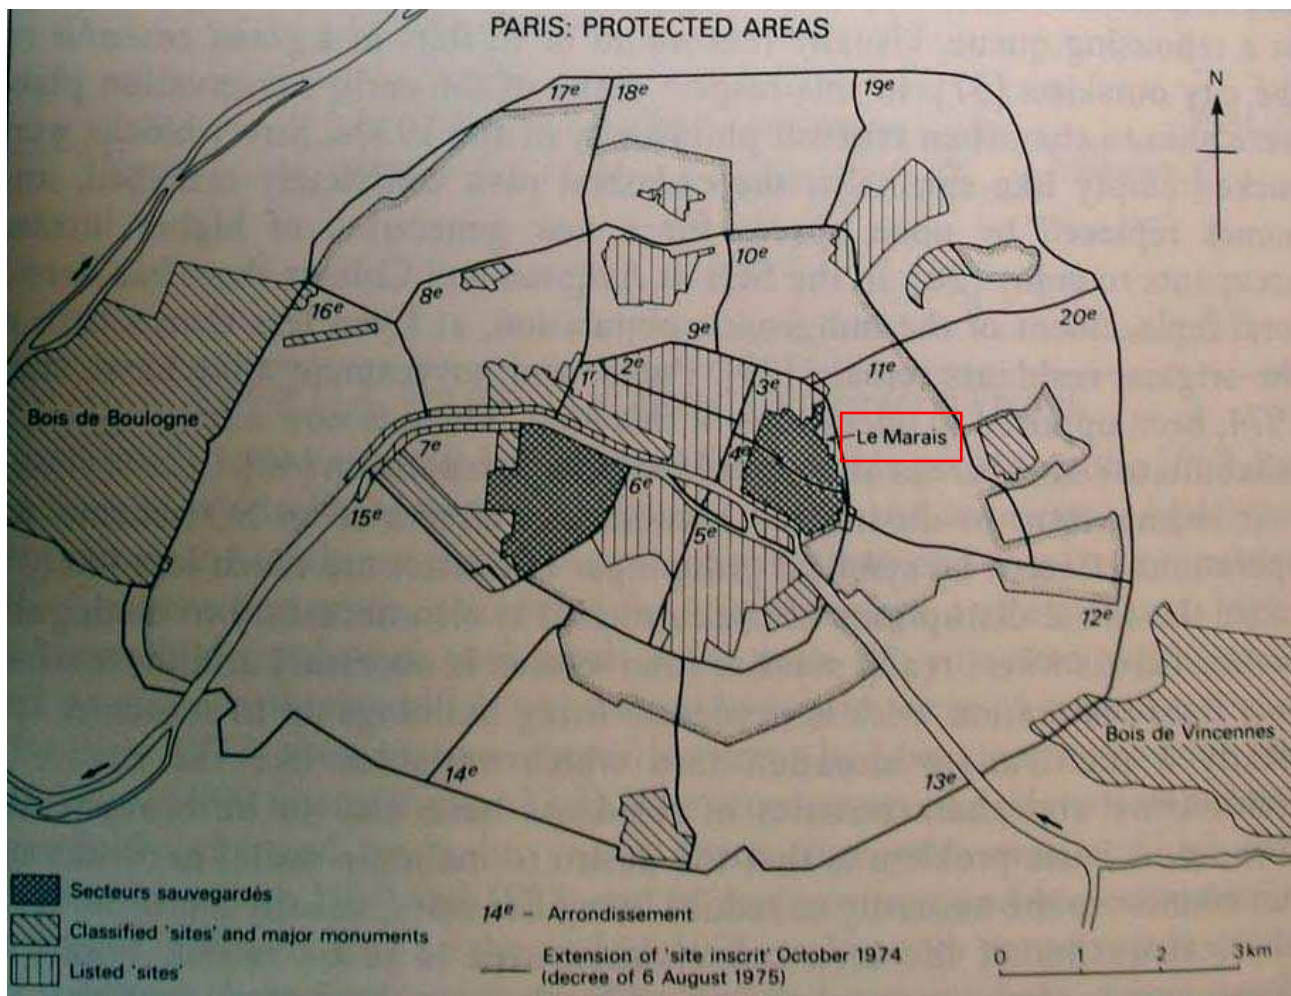 PARIS: PROTECTED AREAS
N
17e
18e
19e
10e
16e
8e
20e
9e
2e
1r
3e
11e
Bois de Boulogne
Le Marais
7e
4e
6e
15e
5e
12e
Bois de Vincennes
14e
13e
Secteurs sauvegardés
Classified 'sites' and major monuments
Listed 'sites'
14e – Arrondissement
Extension of 'site inscrit' October 1974
(decree of 6 August 1975)
0 1 2 3km